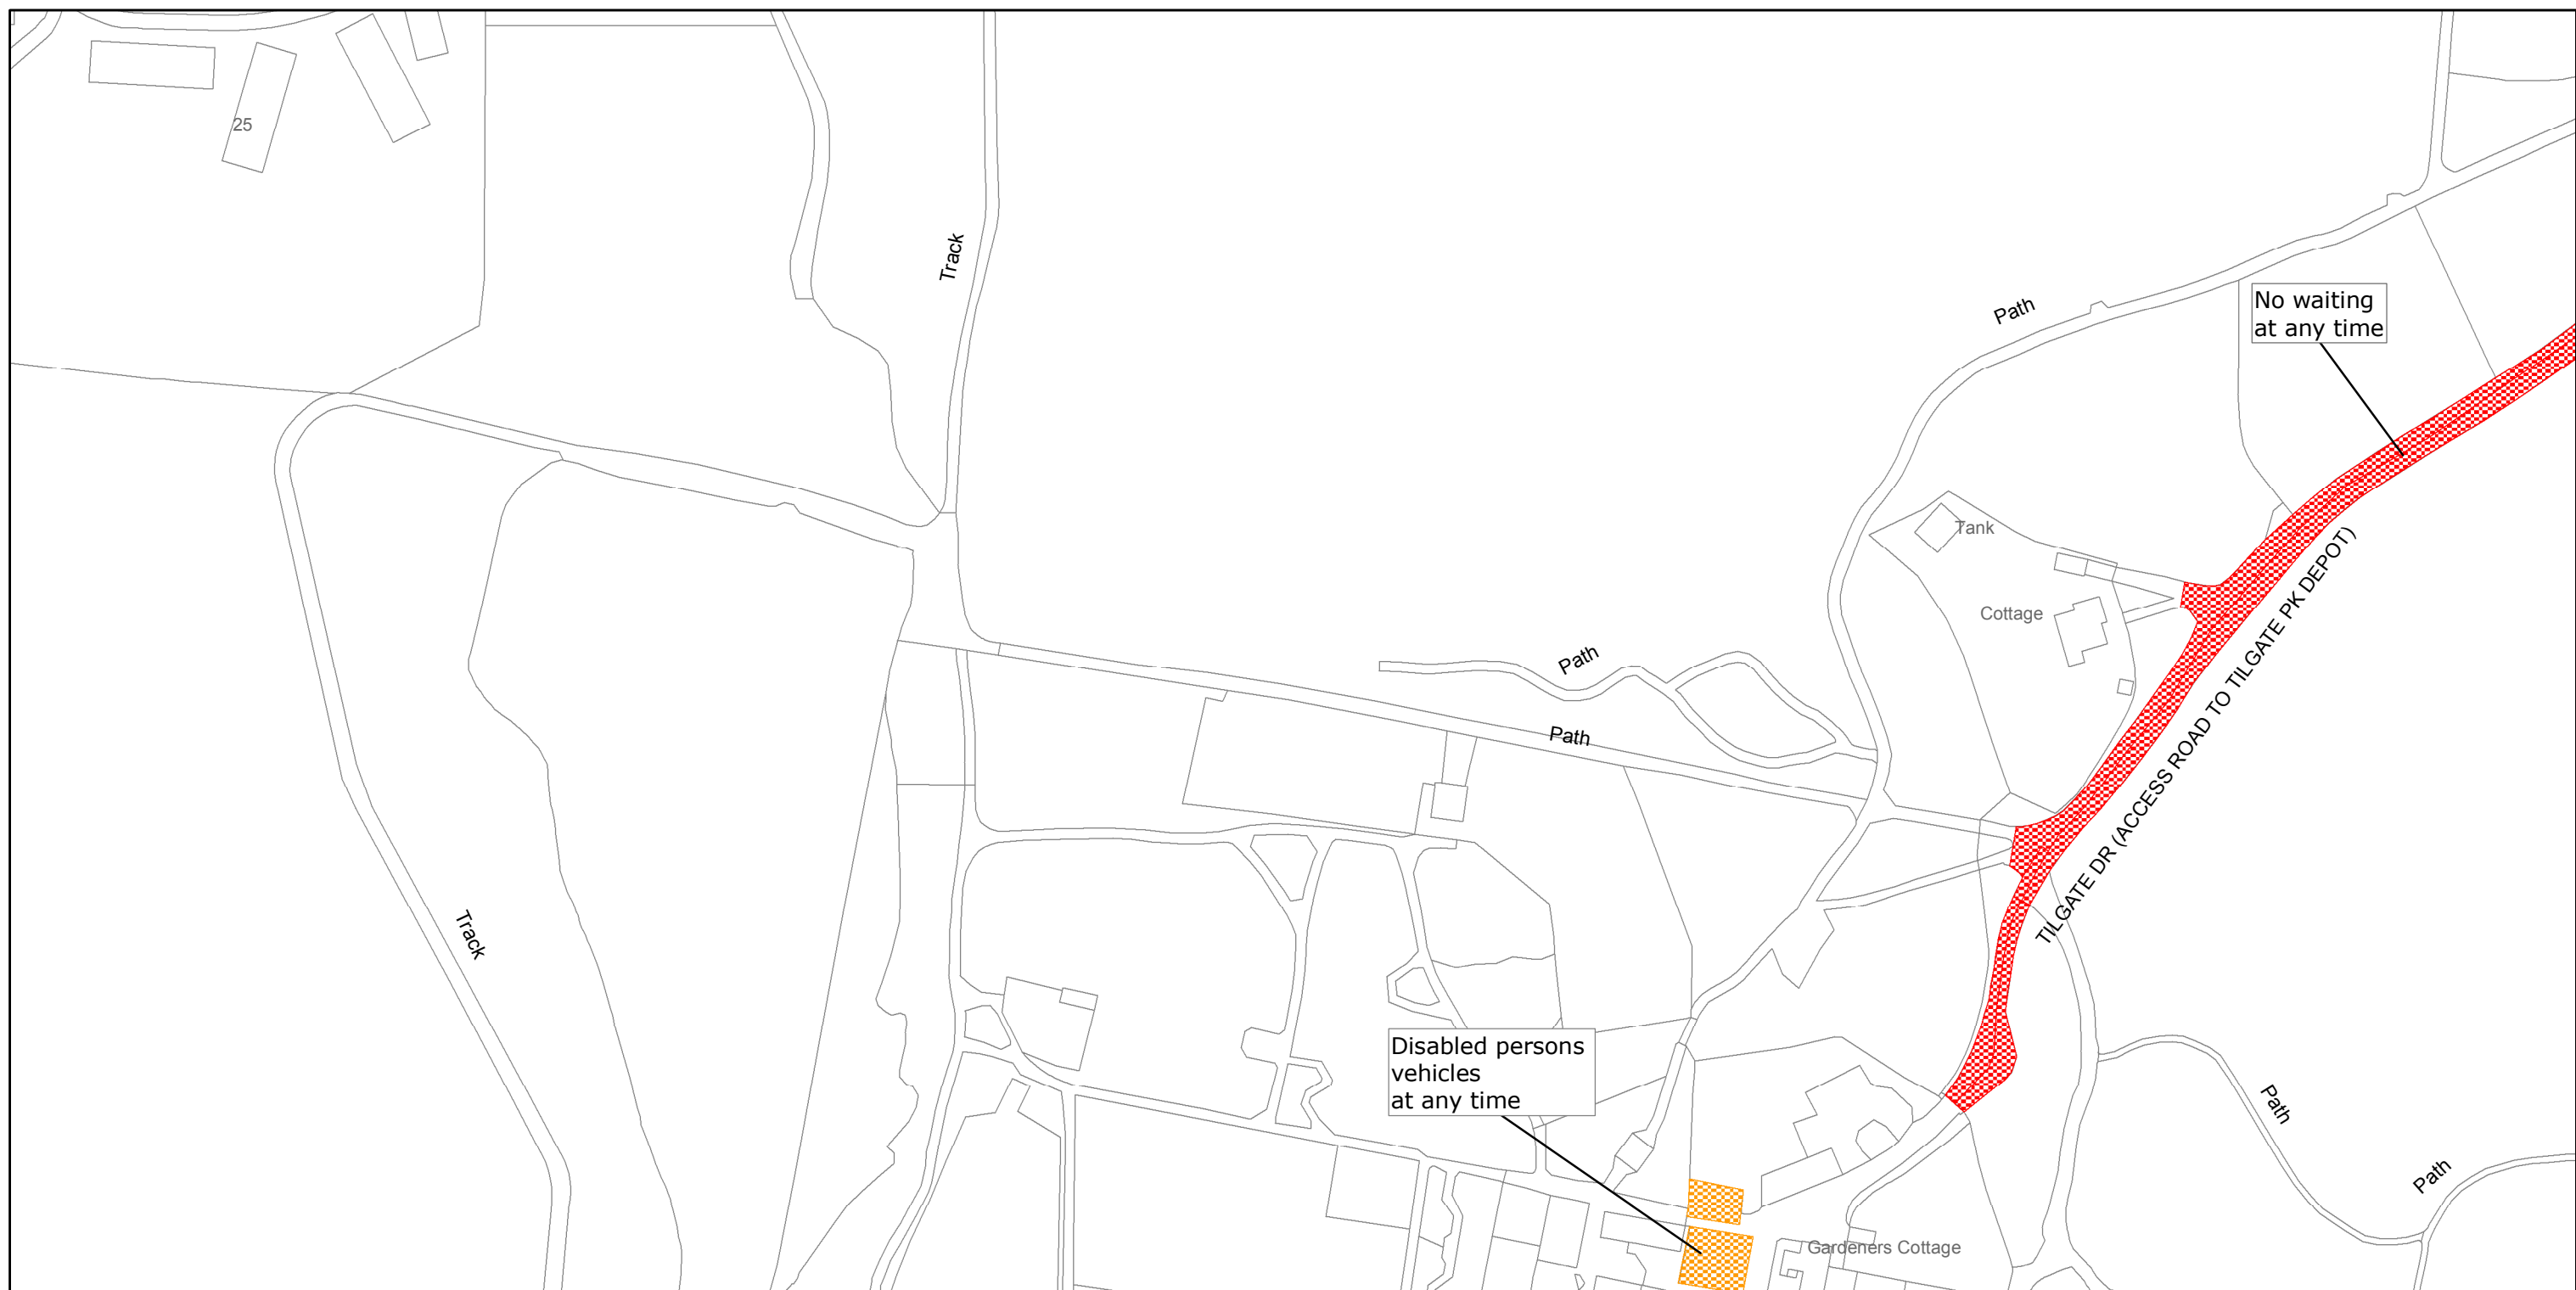 25
Track
Path
No waiting
at any time
Tank
Cottage
Path
Path
TILGATE DR (ACCESS ROAD TO TILGATE PK DEPOT)
Track
Disabled persons
vehicles
at any time
Path
Path
Gardeners Cottage